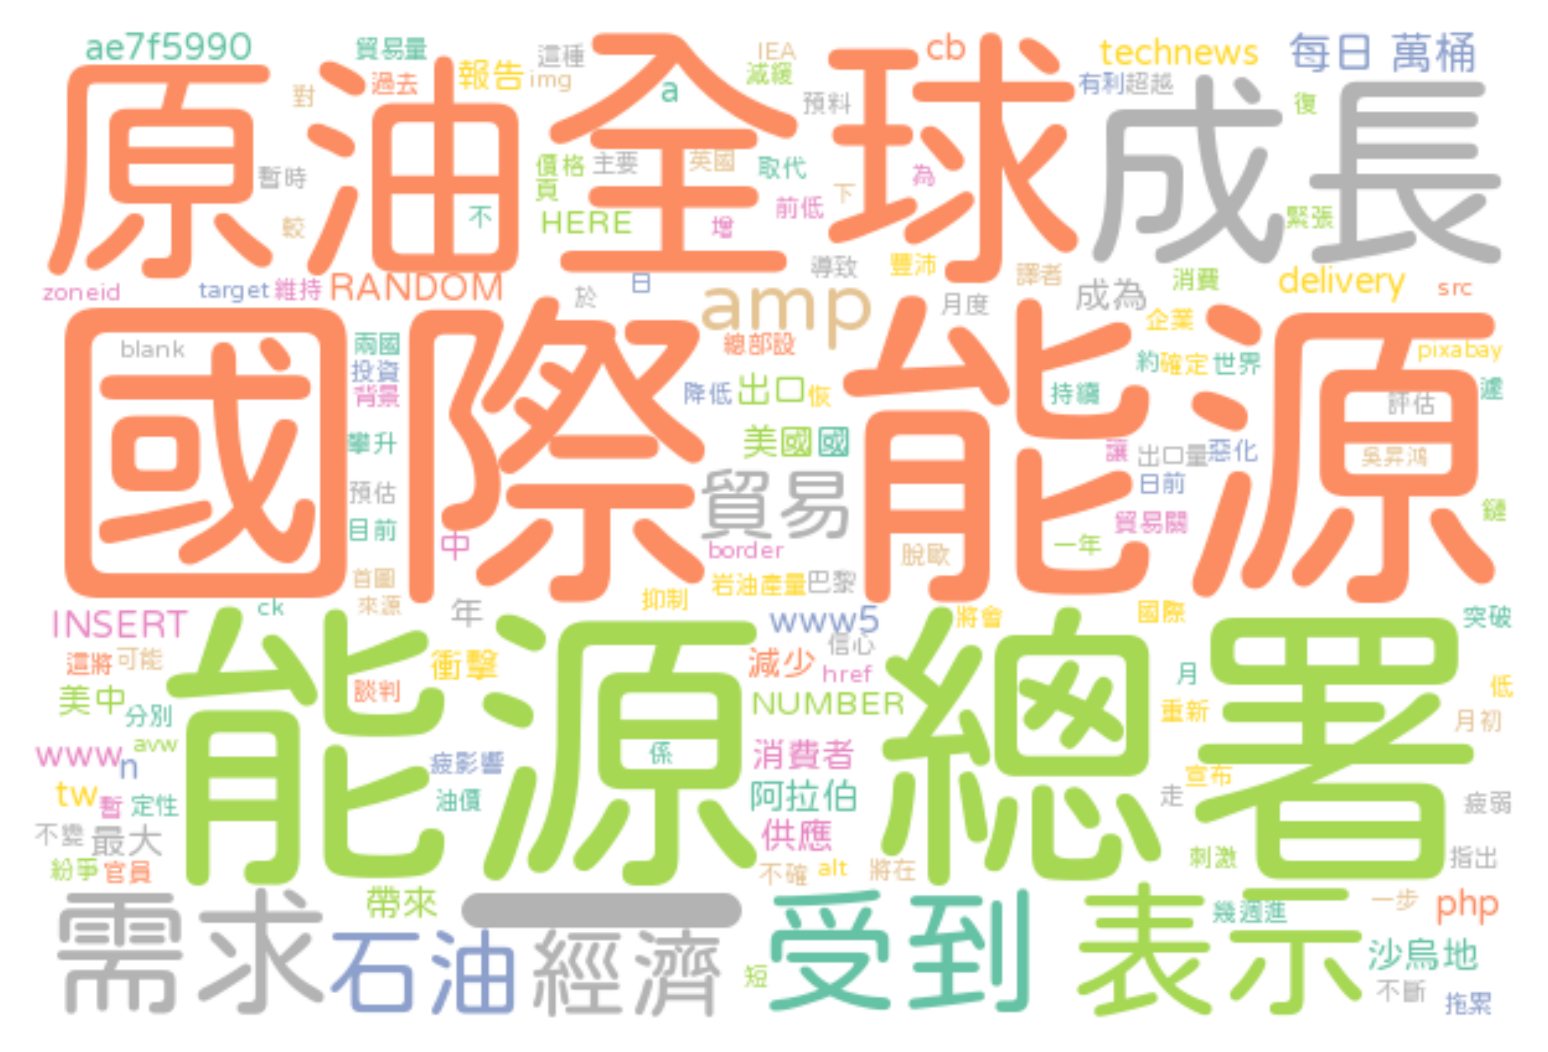 ae7f5990
貿易量
這種
IEA
cb
technews
每日 萬桶
原油
全球
成長
對
過去
報告
img
a
減緩
預料
有利
超越
復
暫時
價格
主要
英國
取代
為
下
頁
前低
較
不
HERE
增
緊張
導致
豐沛
譯者
消費
delivery
src
zoneid
target
維持
RANDOM
於
日
amp
月度
成為
企業
國際
能源
blank
兩國
總部設
約
確定
世界
pixabay
投資
背景
降低
出口
恢
持續
評估
遽
攀升
美國
國
讓
出口量
惡化
吳昇鴻
預估
貿易
日前
目前
中
border
脫歐
一年
貿易關
鏈
首圖
岩油產量
巴黎
來源
抑制
INSERT
ck
年
www5
將會
國際
突破
信心
能源
總署
這將
可能
衝擊
減少
href
月
低
美中
分別
談判
NUMBER
重新
月初
www
avw
n
疲影響
係
消費者
宣布
tw
暫
定性
油價
阿拉伯
走
疲弱
不變
最大
供應
紛爭
官員
不確
alt
將在
刺激
指出
需求
帶來
一
受到
表示
幾週進
一步
php
石油
經濟
短
沙烏地
不斷
拖累